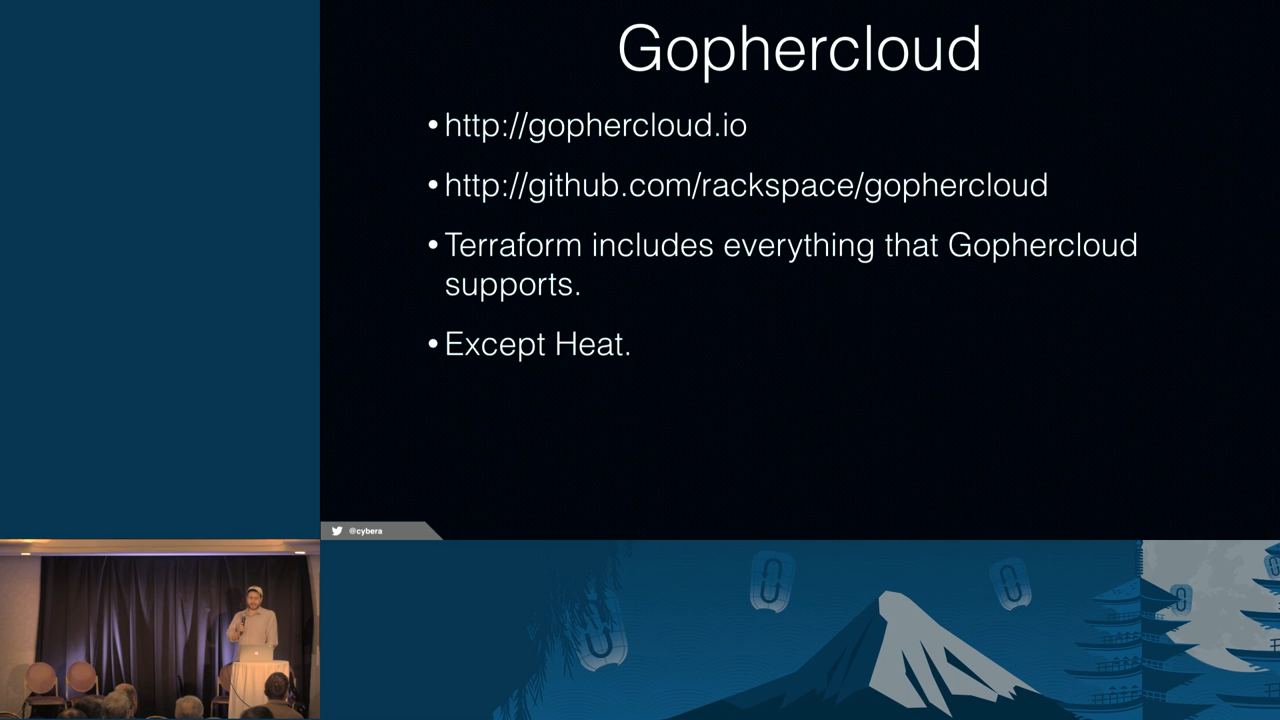 Gophercloud
• http://gophercloud.io
• http://github.com/rackspace/gophercloud
• Terraform includes everything that Gophercloud
supports.
• Except Heat.
@cybera